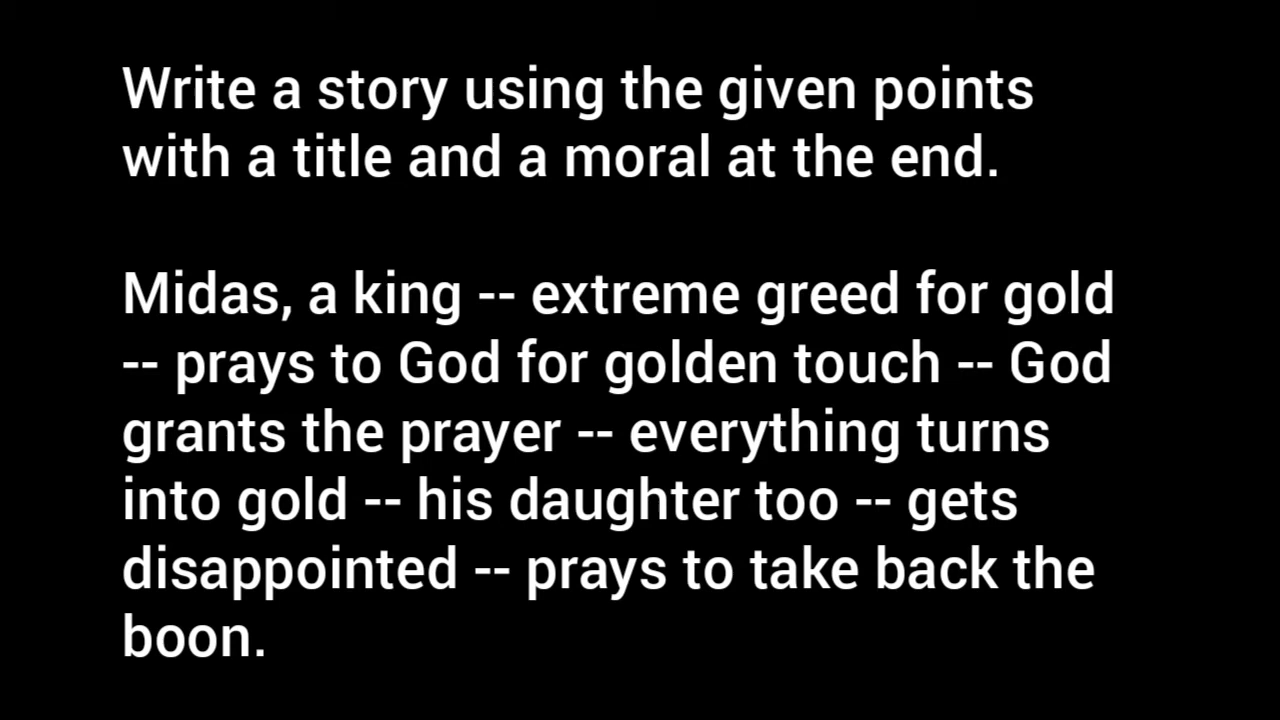 Write a story using the given points
with a title and a moral at the end.
Midas, a king -- extreme greed for gold
-- prays to God for golden touch -- God
grants the prayer -- everything turns
into gold -- his daughter too -- gets
disappointed -- prays to take back the
boon.